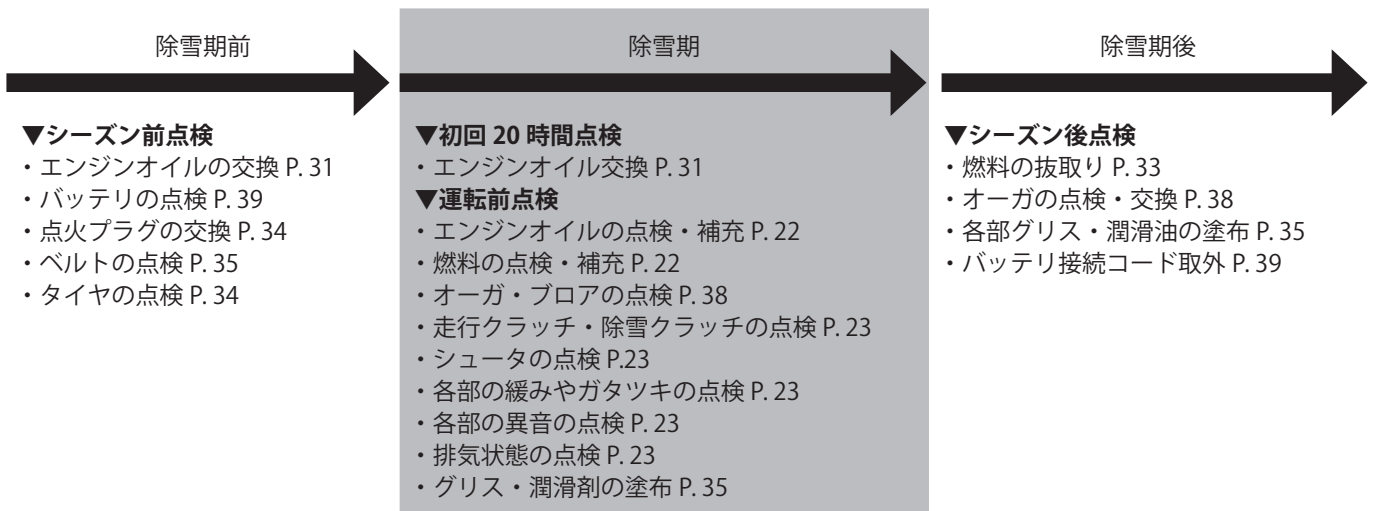 除雪期前
▼シーズン前点検
・エンジンオイルの交換 P. 31
・バッテリの点検 P. 39
・点火プラグの交換 P. 34
・ベルトの点検 P. 35
・タイヤの点検 P. 34
除雪期
▼初回 20 時間点検
・エンジンオイル交換 P. 31
▼運転前点検
・エンジンオイルの点検・補充 P. 22
・燃料の点検・補充 P. 22
・オーガ・ブロアの点検 P. 38
・走行クラッチ・除雪クラッチの点検 P. 23
・シュータの点検 P.23
・各部の緩みやガタツキの点検 P. 23
・各部の異音の点検 P. 23
・排気状態の点検 P. 23
・グリス・潤滑剤の塗布 P. 35
除雪期後
▼シーズン後点検
・燃料の抜取り P. 33
・オーガの点検・交換 P. 38
・各部グリス・潤滑油の塗布 P. 35
・バッテリ接続コード取外 P. 39